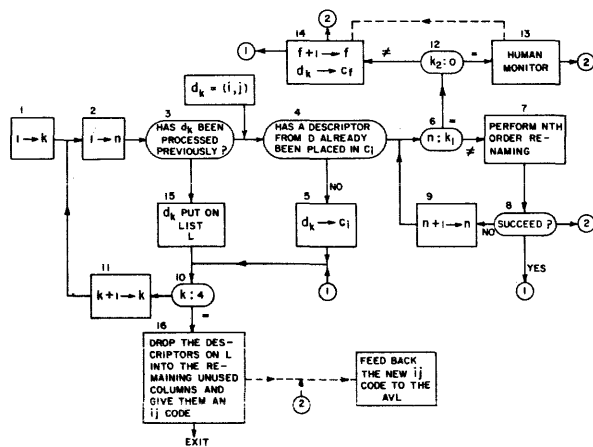 1
1 → k
2
1 → n
3
HAS dk BEEN
PROCESSED
PREVIOUSLY ?
dk = (i,j)
4
HAS A DESCRIPTOR
FROM D ALREADY
BEEN PLACED IN Ci
14
f + 1 → f
dk → Cf
1
2
≠
12
k2 : 0
=
13
HUMAN
MONITOR
2
6
n : k1
=
≠
7
PERFORM NTH
ORDER RE-
NAMING
15
dk PUT ON
LIST
L
NO
5
dk → Ci
9
n + 1 → n
NO
8
SUCCEED ?
2
YES
1
11
k + 1 → k
10
k : 4
=
1
16
DROP THE DES-
CRIPTORS ON L
INTO THE RE-
MAINING UNUSED
COLUMNS AND
GIVE THEM AN
ij CODE
2
FEED BACK
THE NEW ij
CODE TO THE
AVL
EXIT